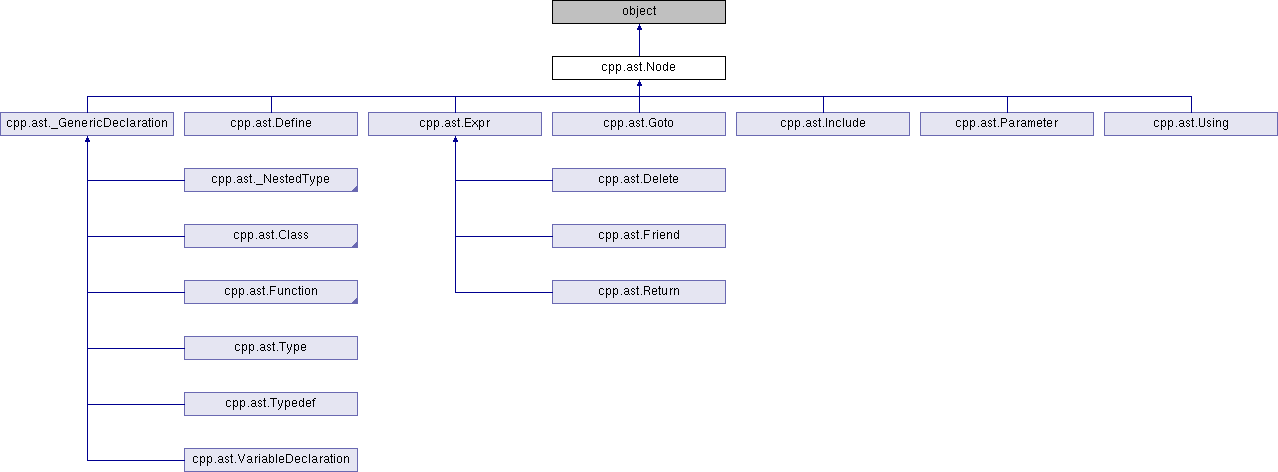 object
cpp.ast.Node
cpp.ast._GenericDeclaration
cpp.ast.Define
cpp.ast.Expr
cpp.ast.Goto
cpp.ast.Include
cpp.ast.Parameter
cpp.ast.Using
cpp.ast._NestedType
cpp.ast.Delete
cpp.ast.Class
cpp.ast.Friend
cpp.ast.Function
cpp.ast.Return
cpp.ast.Type
cpp.ast.Typedef
cpp.ast.VariableDeclaration